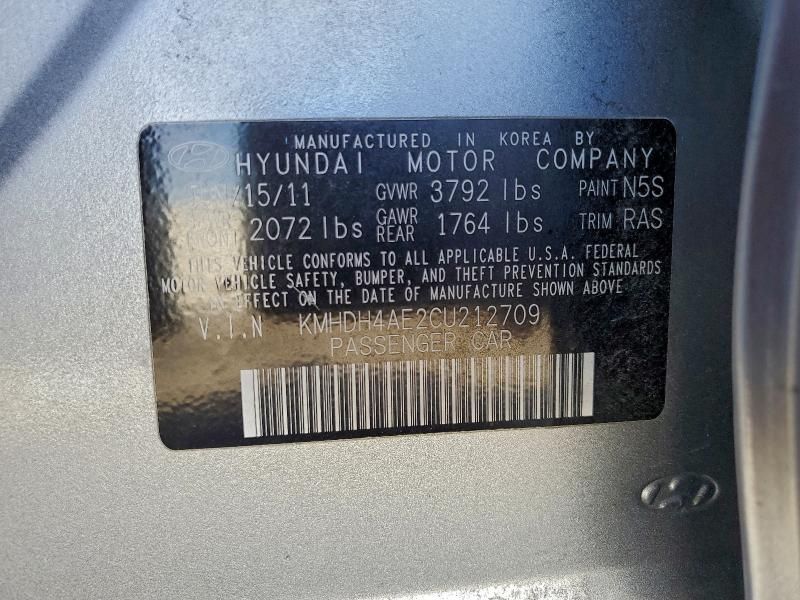 MANUFACTURED IN KOREA BY
HYUNDAI MOTOR COMPANY
/15/11 GVWR 3792 lbs PAINT N5S
FRONT 2072 lbs GAWR REAR 1764 lbs TRIM RAS
THIS VEHICLE CONFORMS TO ALL APPLICABLE U.S.A. FEDERAL
MOTOR VEHICLE SAFETY, BUMPER, AND THEFT PREVENTION STANDARDS
IN EFFECT ON THE DATE OF MANUFACTURE SHOWN ABOVE.
V.I.N KMHDH4AE2CU212709
PASSENGER CAR